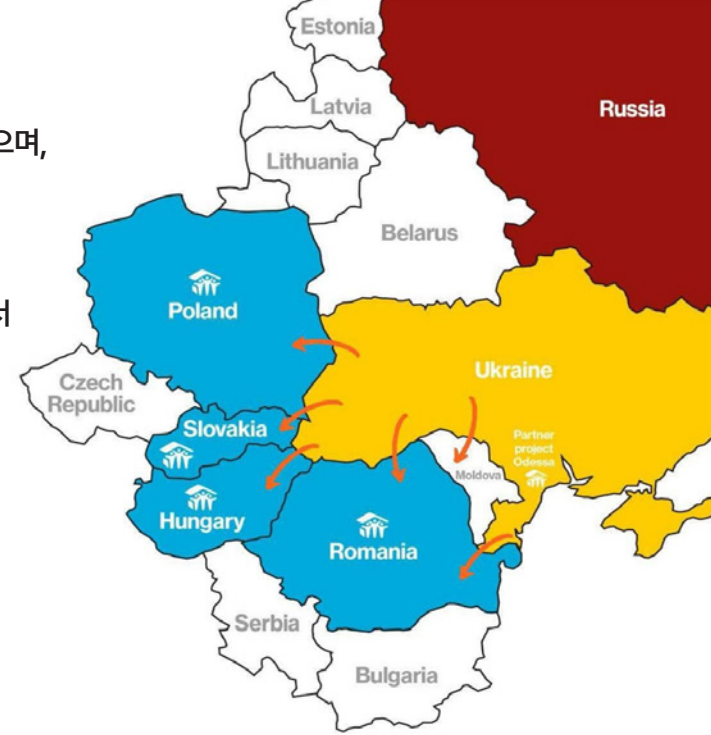 Estonia
Russia
Latvia
으며,
Lithuania
Belarus
Poland
Ukraine
Czech
Republic
Slovakia
Partner
project
Odessa
Moldova
Hungary
Romania
Serbia
Bulgaria